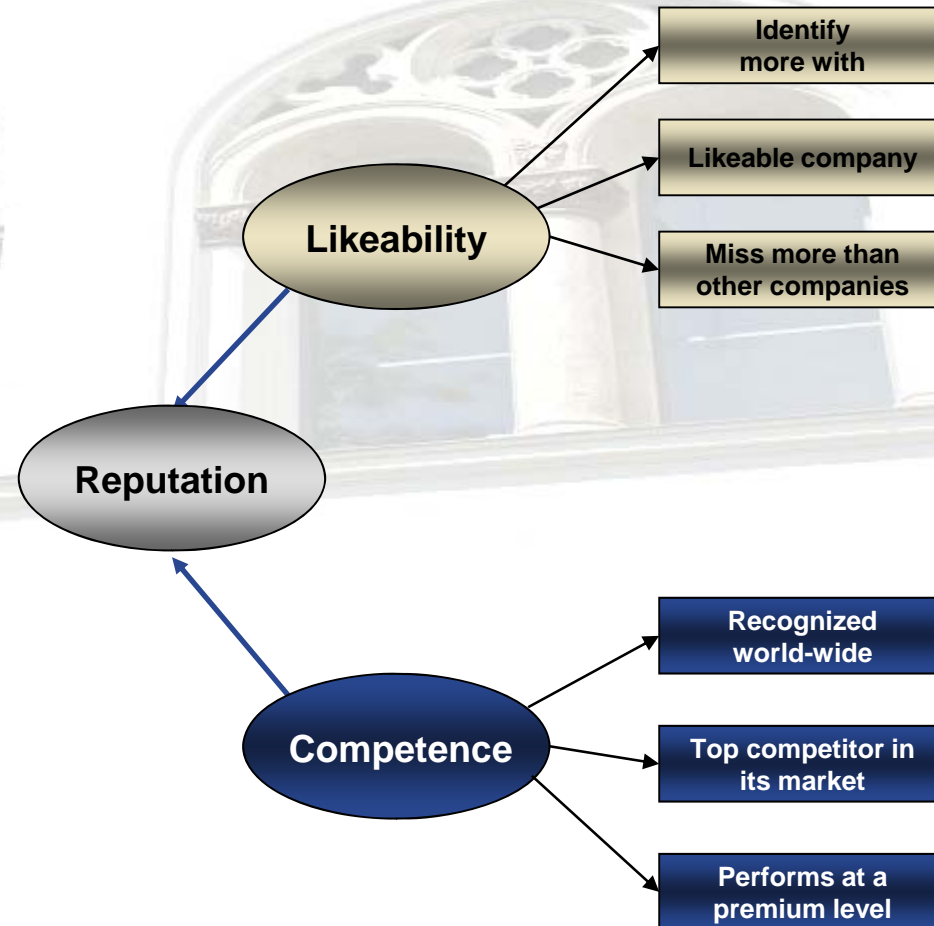 Identify
more with
Likeable company
Likeability
Miss more than
other companies
Reputation
Recognized
world-wide
Competence
Top competitor in
its market
Performs at a
premium level